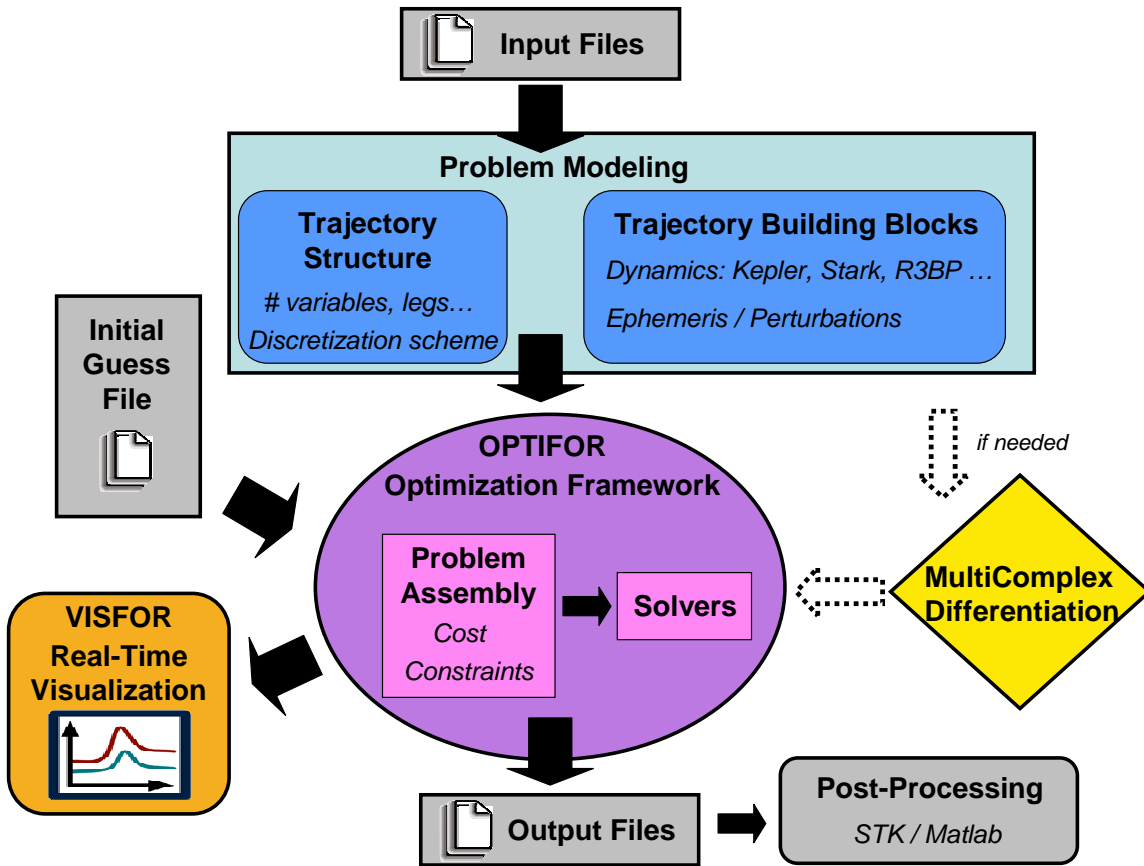 Input Files
Problem Modeling
Trajectory
Structure
# variables, legs…
Discretization scheme
Trajectory Building Blocks
Dynamics: Kepler, Stark, R3BP …
Ephemeris / Perturbations
Initial
Guess
File
if needed
OPTIFOR
Optimization Framework
Problem
Assembly
Cost
Constraints
Solvers
MultiComplex
Differentiation
VISFOR
Real-Time
Visualization
Output Files
Post-Processing
STK / Matlab